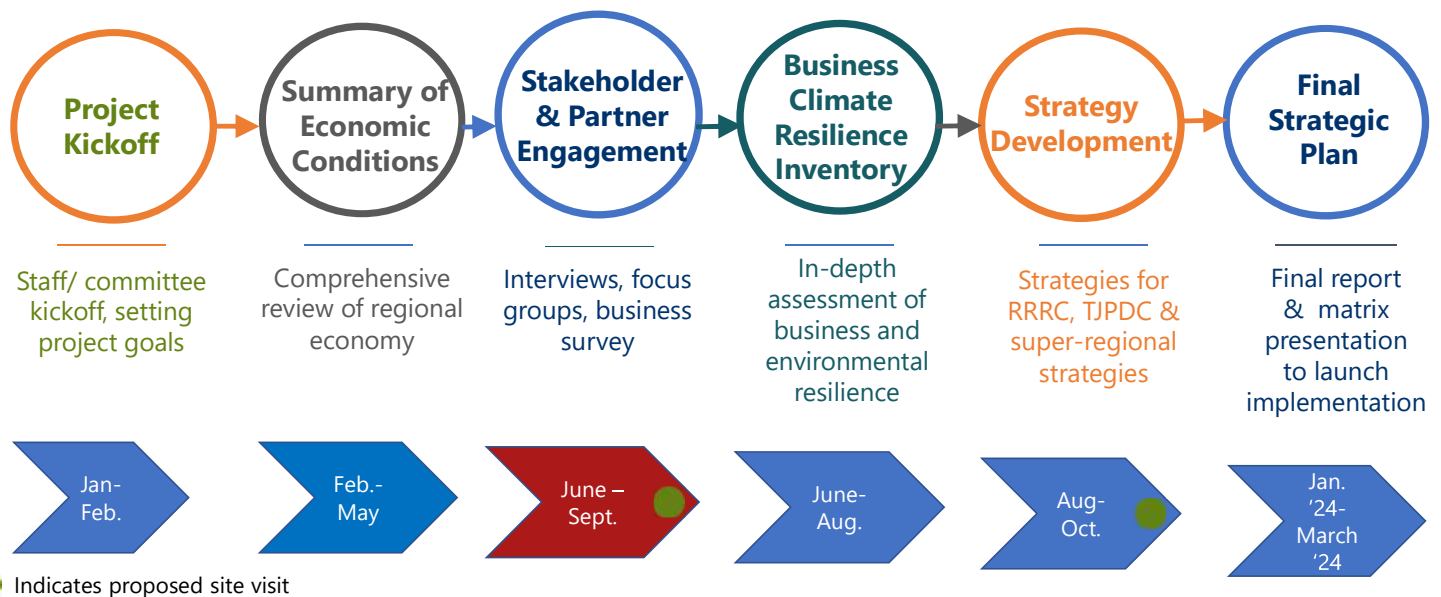 Project
Kickoff
Summary of
Economic
Conditions
Stakeholder
& Partner
Engagement
Business
Climate
Resilience
Inventory
Strategy
Development
Final
Strategic
Plan
Staff/ committee
kickoff, setting
project goals
Comprehensive
review of regional
economy
Interviews, focus
groups, business
survey
In-depth
assessment of
business and
environmental
resilience
Strategies for
RRRC, TJPDC &
super-regional
strategies
Final report
& matrix
presentation
to launch
implementation
Jan-
Feb.
Feb.-
May
June –
Sept.
June-
Aug.
Aug-
Oct.
Jan.
'24-
March
'24
Indicates proposed site visit